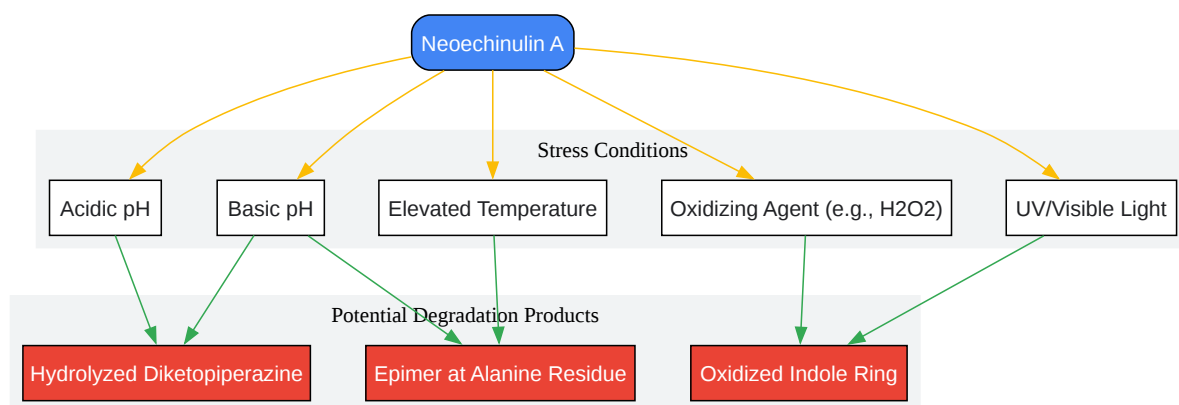 Neoechinulin A
Stress Conditions
Acidic pH
Basic pH
Elevated Temperature
Oxidizing Agent (e.g., H2O2)
UV/Visible Light
Potential Degradation Products
Hydrolyzed Diketopiperazine
Epimer at Alanine Residue
Oxidized Indole Ring